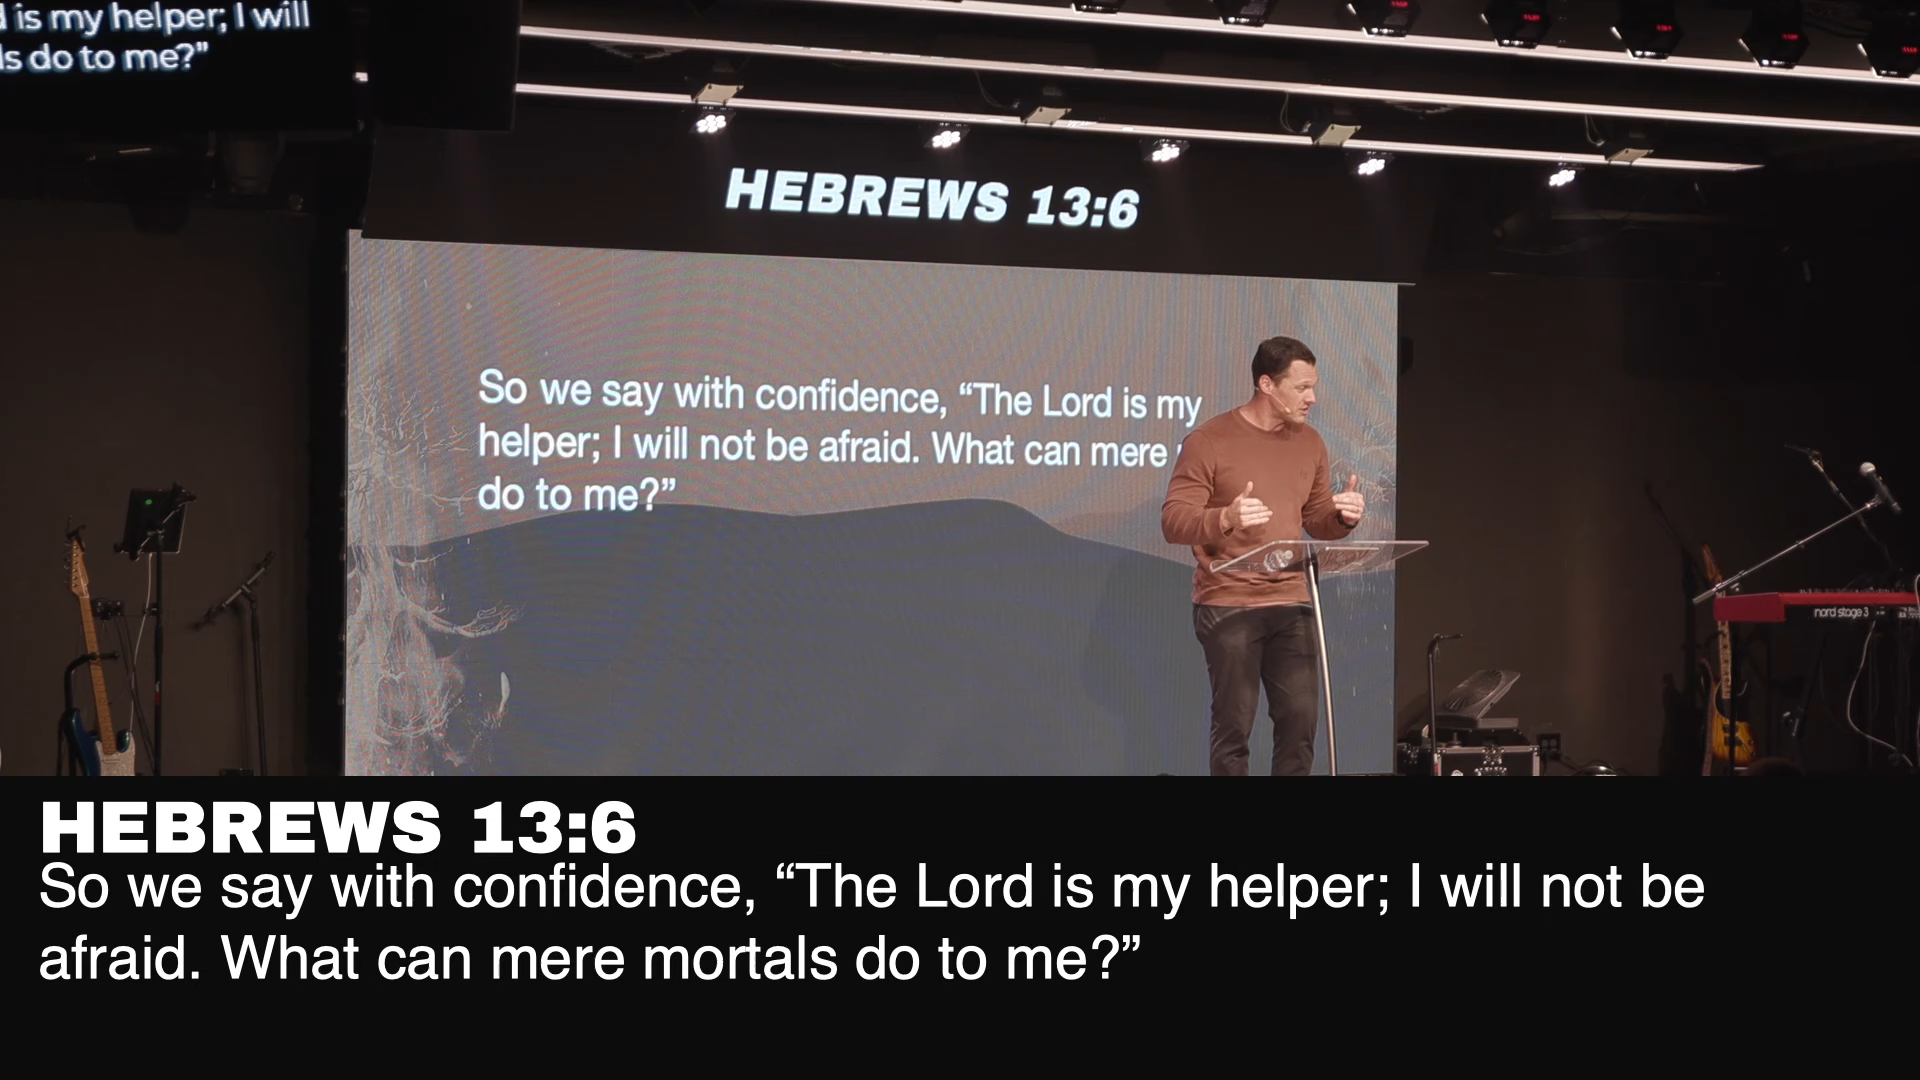 d is my helper; I will
ls do to me?”
HEBREWS 13:6
So we say with confidence, “The Lord is my
helper; I will not be afraid. What can mere
do to me?”
nord stage 3
HEBREWS 13:6
So we say with confidence, “The Lord is my helper; I will not be
afraid. What can mere mortals do to me?”